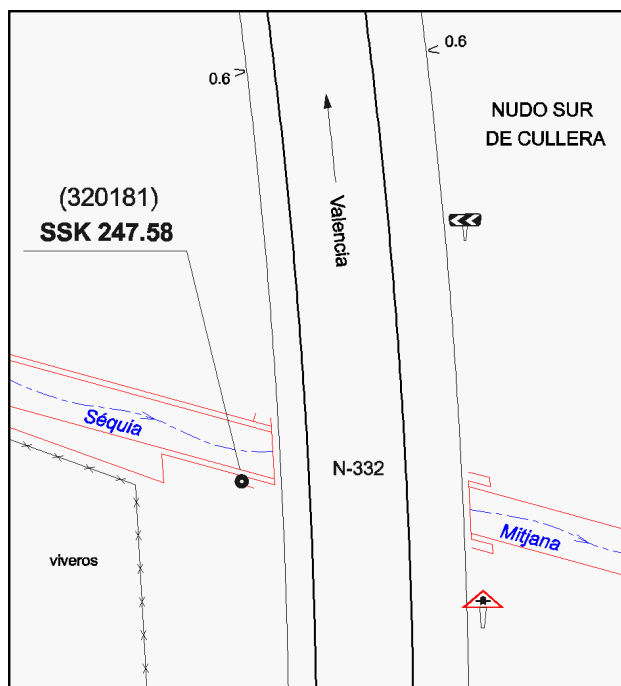 0.6
0.6
NUDO SUR
DE CULLERA
(320181)
SSK 247.58
Valencia
Séquia
N-332
Mitjana
viveros